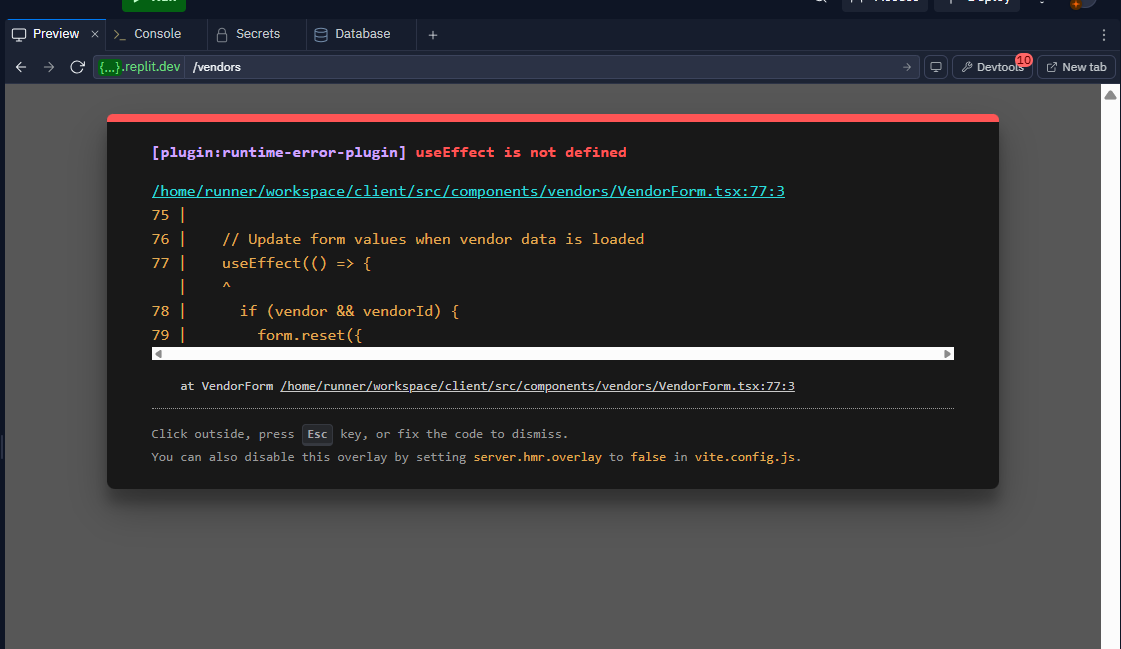 Preview
Console
Secrets
Database
{...}.replit.dev /vendors
Devtools
10
New tab
[plugin:runtime-error-plugin] useEffect is not defined
/home/runner/workspace/client/src/components/vendors/VendorForm.tsx:77:3
75 |
76 |    // Update form values when vendor data is loaded
77 |    useEffect(() => {
   |    ^
78 |      if (vendor && vendorId) {
79 |        form.reset({
at VendorForm /home/runner/workspace/client/src/components/vendors/VendorForm.tsx:77:3
Click outside, press Esc key, or fix the code to dismiss.
You can also disable this overlay by setting server.hmr.overlay to false in vite.config.js.